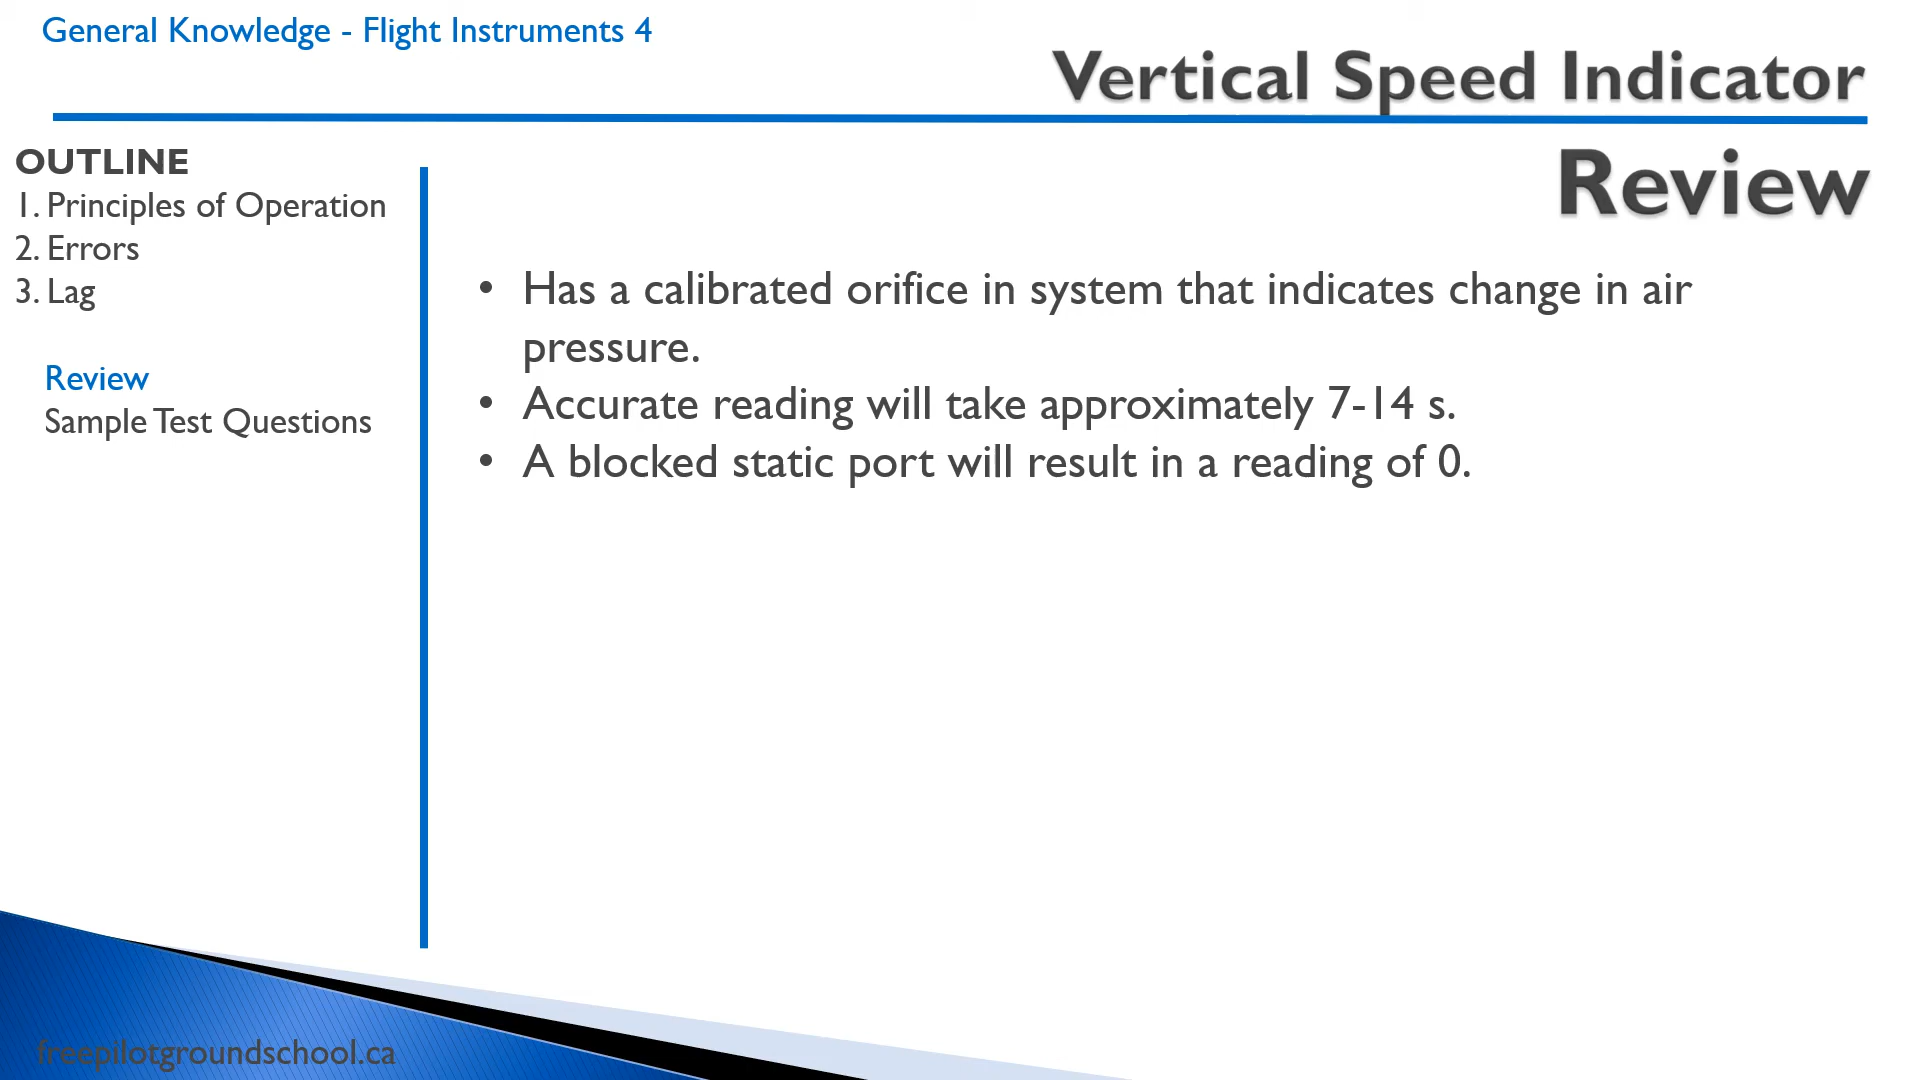 General Knowledge - Flight Instruments 4
Vertical Speed Indicator
OUTLINE
1. Principles of Operation
2. Errors
3. Lag
Review
Sample Test Questions
Review
• Has a calibrated orifice in system that indicates change in air
pressure.
• Accurate reading will take approximately 7-14 s.
• A blocked static port will result in a reading of 0.
freepilotgroundschool.ca